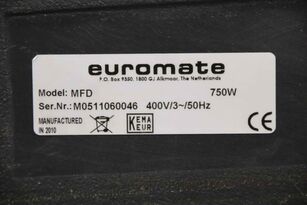 euromate
P.O. Box 9350, 1800 GJ Alkmaar, The Netherlands
Model: MFD 750W
Ser.Nr.: M0511060046 400V/3~/50Hz
MANUFACTURED
IN 2010
KEMA
KEUR
CE